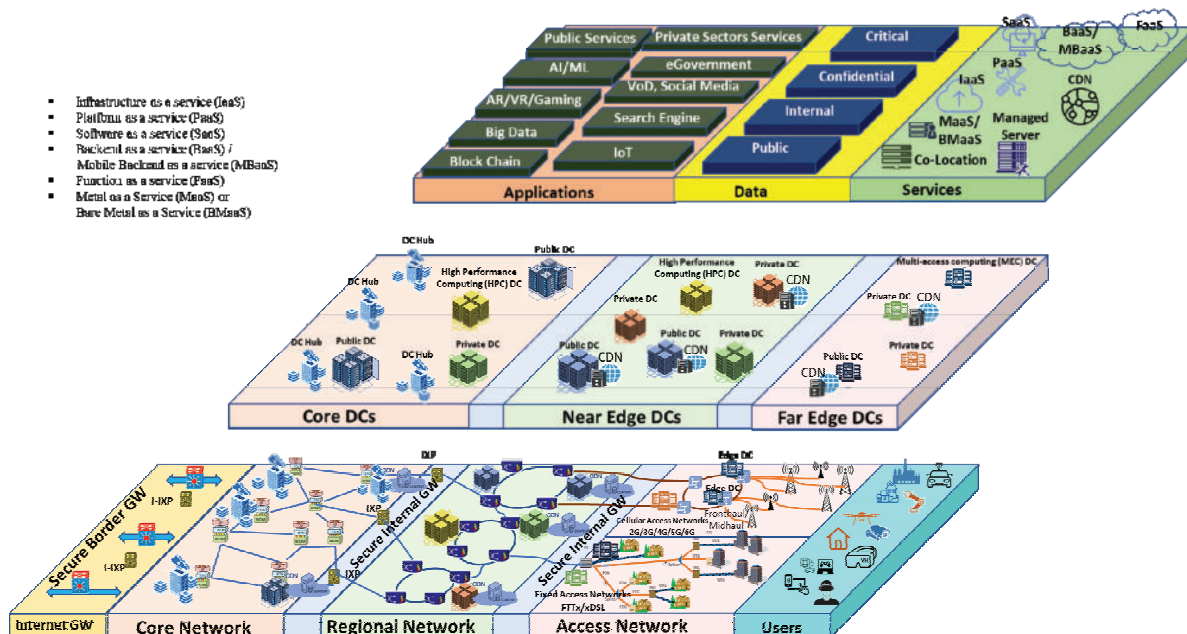 Infrastructure as a service (IaaS)
Platform as a service (PaaS)
Software as a service (SaaS)
Backend as a service (BaaS) /
Mobile Backend as a service (MBaaS)
Function as a service (FaaS)
Metal as a Service (MaaS) or
Bare Metal as a Service (BMaaS)
Public Services
Private Sectors Services
AI/ML
eGovernment
AR/VR/Gaming
VoD, Social Media
Big Data
Search Engine
Block Chain
IoT
Applications
Critical
Confidential
Internal
Public
Data
SaaS
BaaS/
MBaaS
FaaS
PaaS
IaaS
CDN
MaaS/
BMaaS
Managed
Server
Co-Location
Services
DC Hub
Public DC
High Performance
Computing (HPC) DC
DC Hub
DC Hub
Public DC
DC Hub
Private DC
Core DCs
High Performance
Computing (HPC) DC
Private DC
CDN
Private DC
Public DC
CDN
Public DC
CDN
Private DC
Near Edge DCs
Multi-access computing (MEC) DC
Private DC
CDN
Private DC
Public DC
CDN
Far Edge DCs
Secure Border GW
I-IXP
I-IXP
Internet GW
IXP
IXP
IXP
CDN
CDN
Core Network
Secure Internal GW
CDN
CDN
CDN
Regional Network
Secure Internal GW
Edge DC
Edge DC
Fronthaul
Midhaul
Cellular Access Networks
2G/3G/4G/5G/6G
Fixed Access Networks
FTTx/xDSL
Access Network
VR
Users